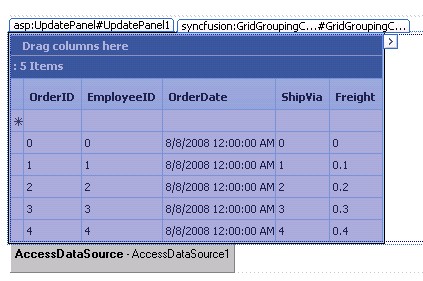 asp:UpdatePanel#UpdatePanel1 syncfusion:GridGroupingC...#GridGroupingC...
Drag columns here
: 5 Items
OrderID EmployeeID OrderDate ShipVia Freight
*
0 0 8/8/2008 12:00:00 AM 0 0
1 1 8/8/2008 12:00:00 AM 1 0.1
2 2 8/8/2008 12:00:00 AM 2 0.2
3 3 8/8/2008 12:00:00 AM 3 0.3
4 4 8/8/2008 12:00:00 AM 4 0.4
AccessDataSource - AccessDataSource1